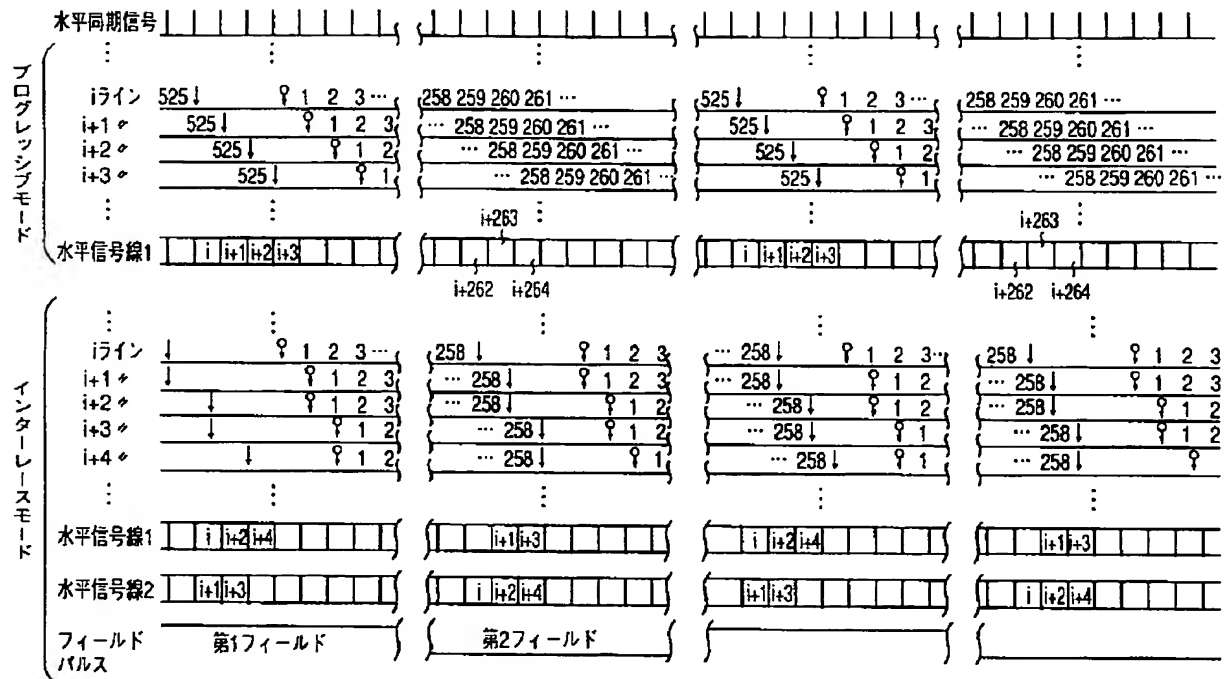 水平同期信号
プログレッシブモード
iライン 525↓ 1 2 3… 258 259 260 261 … 525↓ 1 2 3… 258 259 260 261 …
i+1 〃 525↓ 1 2 3 … 258 259 260 261 … 525↓ 1 2 3 … 258 259 260 261 …
i+2 〃 525↓ 1 2 … 258 259 260 261 … 525↓ 1 2 … 258 259 260 261 …
i+3 〃 525↓ 1 … 258 259 260 261 … 525↓ 1 … 258 259 260 261 …
i+263 i+263
水平信号線1 i i+1 i+2 i+3 i i+1 i+2 i+3
i+262 i+264 i+262 i+264
インターレースモード
iライン ↓ 1 2 3… 258 ↓ 1 2 3 … 258↓ 1 2 3… 258 ↓ 1 2 3
i+1 〃 ↓ 1 2 3 … 258↓ 1 2 3 … 258↓ 1 2 … 258↓ 1 2 3
i+2 〃 ↓ 1 2 3 … 258↓ 1 2 … 258↓ 1 2 … 258↓ 1 2
i+3 〃 ↓ 1 2 … 258↓ 1 2 … 258↓ 1 … 258↓ 1 2
i+4 〃 ↓ 1 2 … 258↓ 1 … 258↓ 1 … 258↓
水平信号線1 i i+2 i+4 i+1 i+3 i i+2 i+4 i+1 i+3
水平信号線2 i+1 i+3 i i+2 i+4 i+1 i+3 i i+2 i+4
フィールドパルス 第1フィールド 第2フィールド